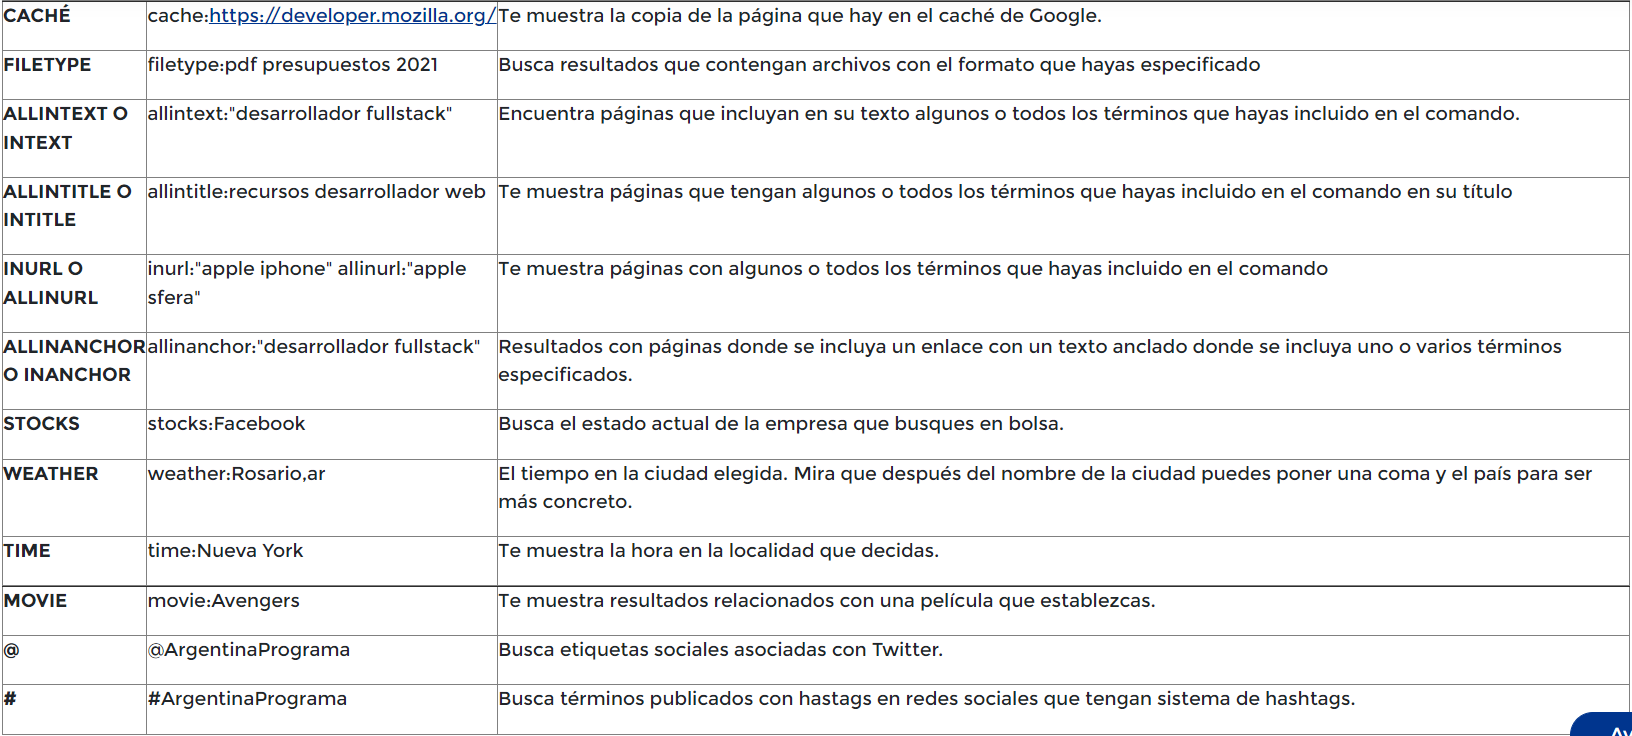 CACHÉ cache:https://developer.mozilla.org/ Te muestra la copia de la página que hay en el caché de Google.
FILETYPE filetype:pdf presupuestos 2021 Busca resultados que contengan archivos con el formato que hayas especificado
ALLINTEXT O allintext:"desarrollador fullstack" Encuentra páginas que incluyan en su texto algunos o todos los términos que hayas incluido en el comando.
INTEXT
ALLINTITLE O allintitle:recursos desarrollador web Te muestra páginas que tengan algunos o todos los términos que hayas incluido en el comando en su título
INTITLE
INURL O inurl:"apple iphone" allinurl:"apple Te muestra páginas con algunos o todos los términos que hayas incluido en el comando
ALLINURL sfera"
ALLINANCHOR allinanchor:"desarrollador fullstack" Resultados con páginas donde se incluya un enlace con un texto anclado donde se incluya uno o varios términos
O INANCHOR especificados.
STOCKS stocks:Facebook Busca el estado actual de la empresa que busques en bolsa.
WEATHER weather:Rosario,ar El tiempo en la ciudad elegida. Mira que después del nombre de la ciudad puedes poner una coma y el país para ser
más concreto.
TIME time:Nueva York Te muestra la hora en la localidad que decidas.
MOVIE movie:Avengers Te muestra resultados relacionados con una película que establezcas.
@ @ArgentinaPrograma Busca etiquetas sociales asociadas con Twitter.
# #ArgentinaPrograma Busca términos publicados con hastags en redes sociales que tengan sistema de hashtags.